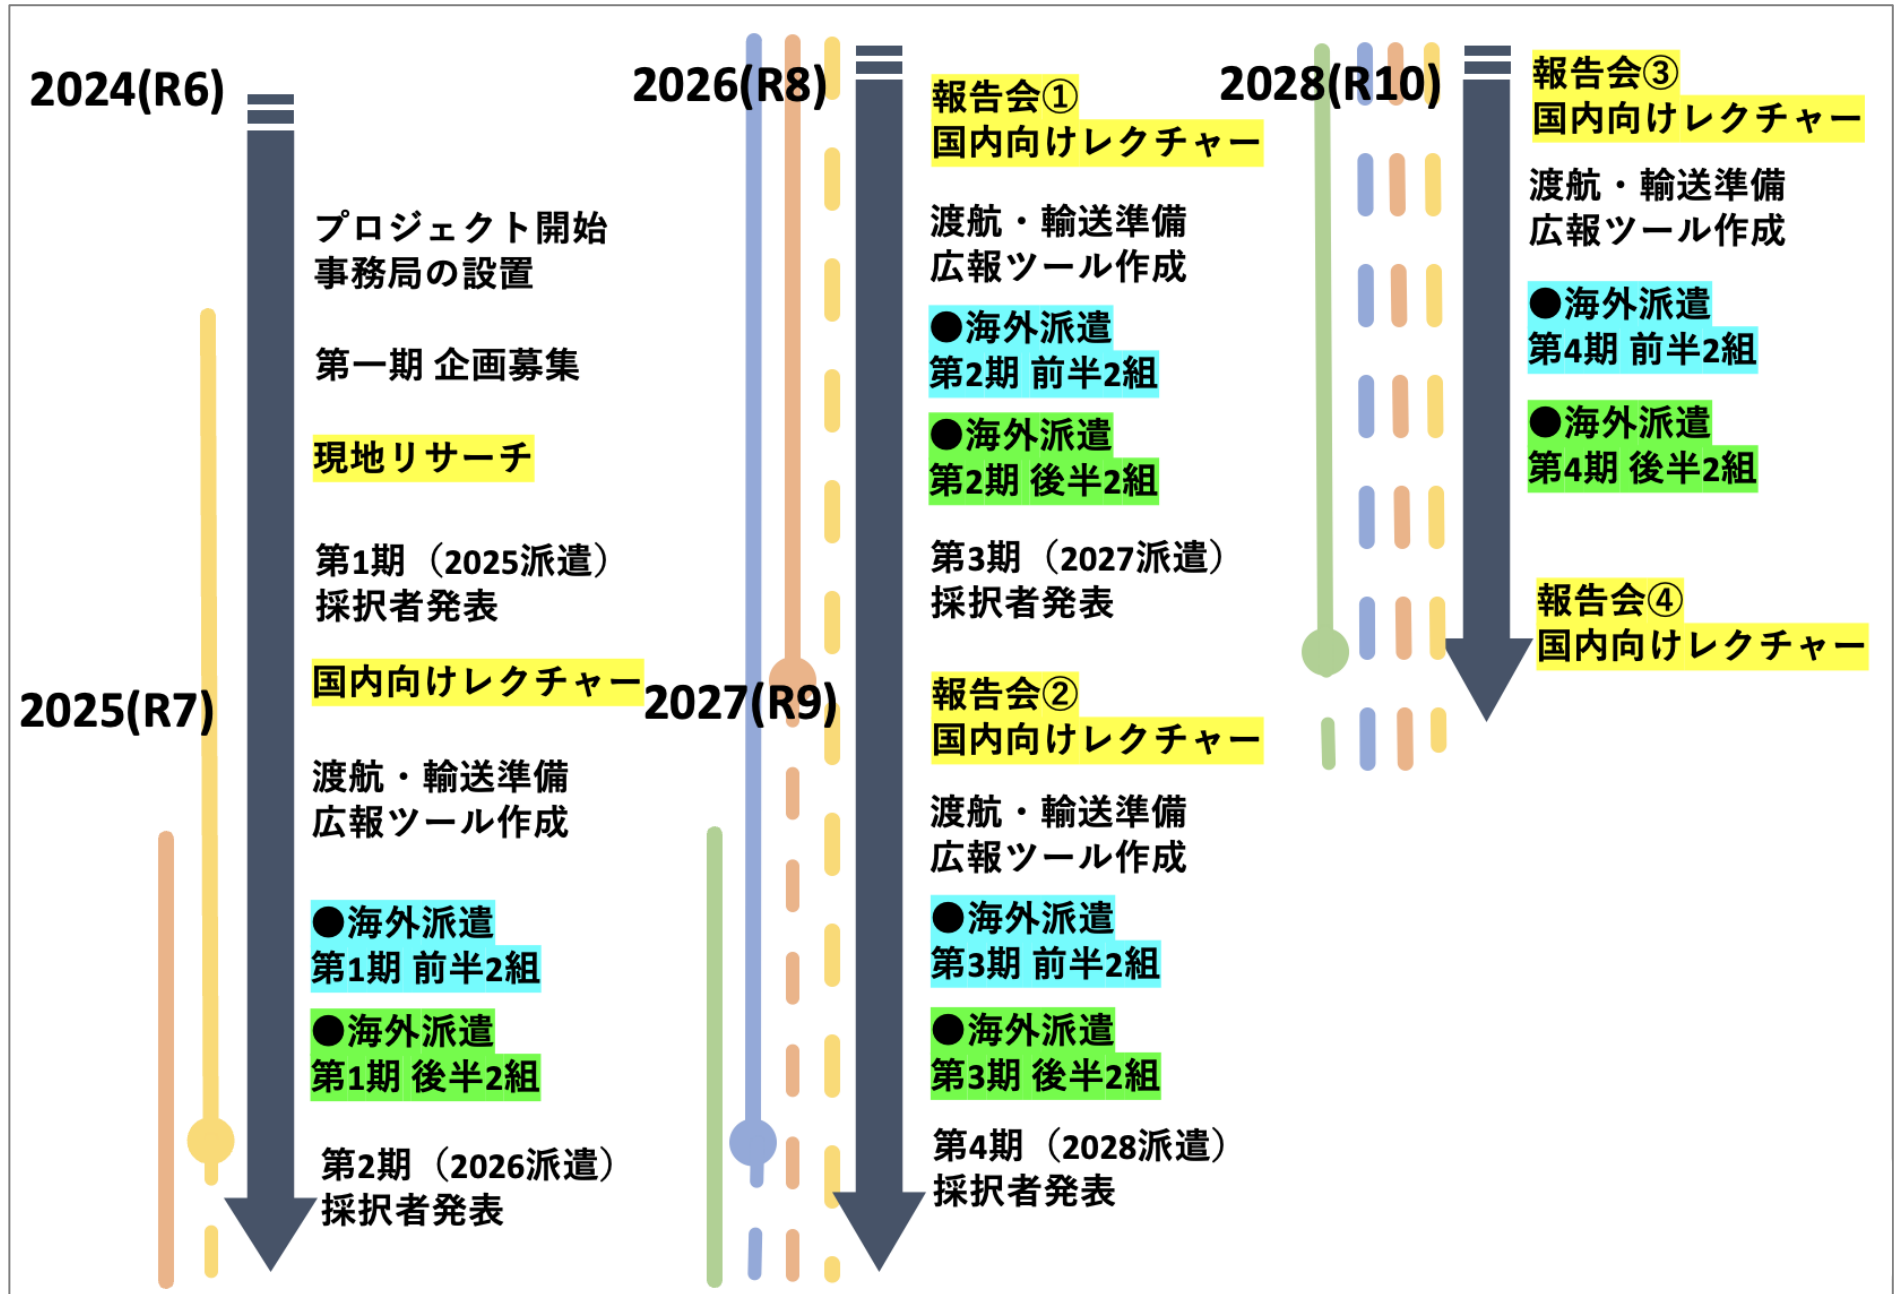 2024(R6)
プロジェクト開始
事務局の設置
第一期 企画募集
現地リサーチ
第1期（2025派遣）
採択者発表
国内向けレクチャー
2025(R7)
渡航・輸送準備
広報ツール作成
●海外派遣
第1期 前半2組
●海外派遣
第1期 後半2組
第2期（2026派遣）
採択者発表
2026(R8)
報告会①
国内向けレクチャー
渡航・輸送準備
広報ツール作成
●海外派遣
第2期 前半2組
●海外派遣
第2期 後半2組
第3期（2027派遣）
採択者発表
2027(R9)
報告会②
国内向けレクチャー
渡航・輸送準備
広報ツール作成
●海外派遣
第3期 前半2組
●海外派遣
第3期 後半2組
第4期（2028派遣）
採択者発表
2028(R10)
報告会③
国内向けレクチャー
渡航・輸送準備
広報ツール作成
●海外派遣
第4期 前半2組
●海外派遣
第4期 後半2組
報告会④
国内向けレクチャー